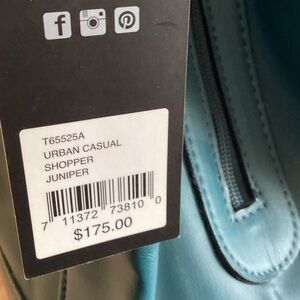 T65525A
URBAN CASUAL
SHOPPER
JUNIPER
7 11372 73810 0
$175.00